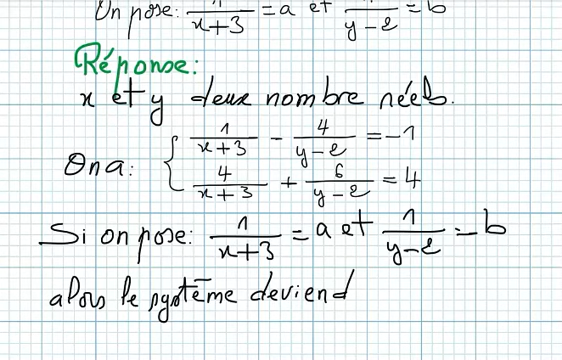 On pose: 1/(x+3) = a et 1/(y-2) = b
Réponse:
x et y deux nombre réels.
On a: { 1/(x+3) - 4/(y-2) = -1
4/(x+3) + 6/(y-2) = 4
Si on pose: 1/(x+3) = a et 1/(y-2) = b
alors le système deviend